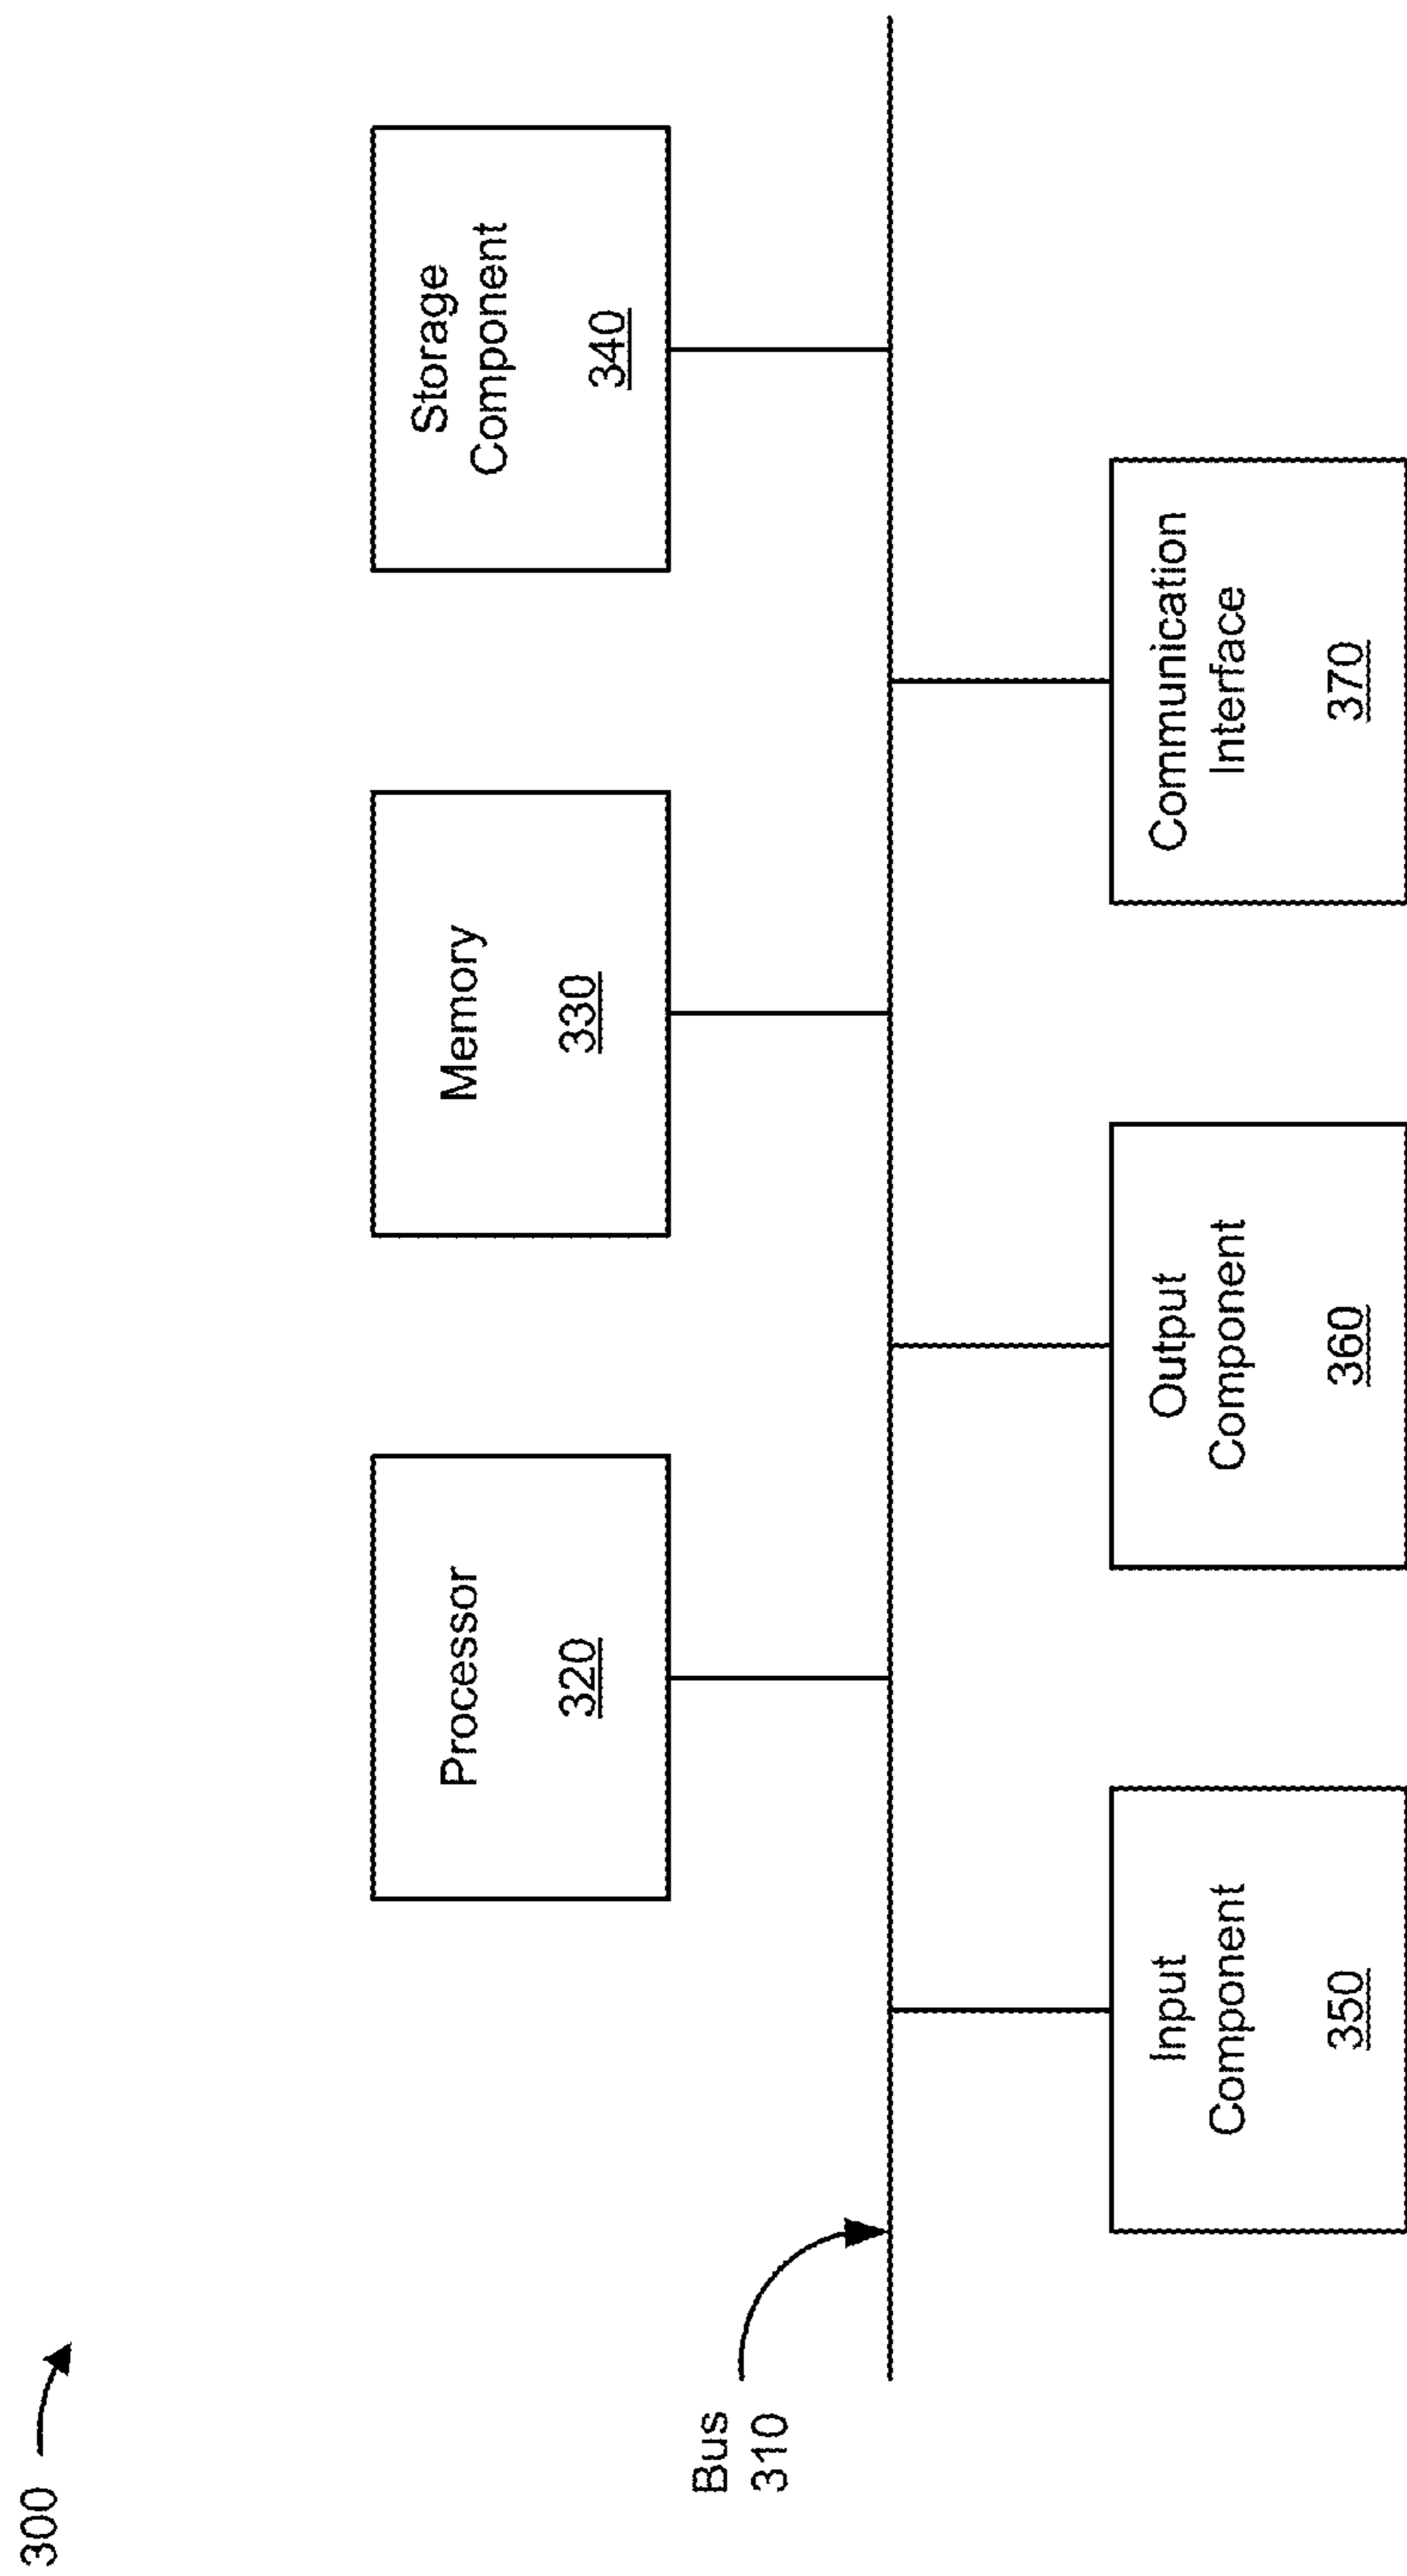 300
Processor
320
Memory
330
Storage
Component
340
Bus
310
Input
Component
350
Output
Component
360
Communication
Interface
370